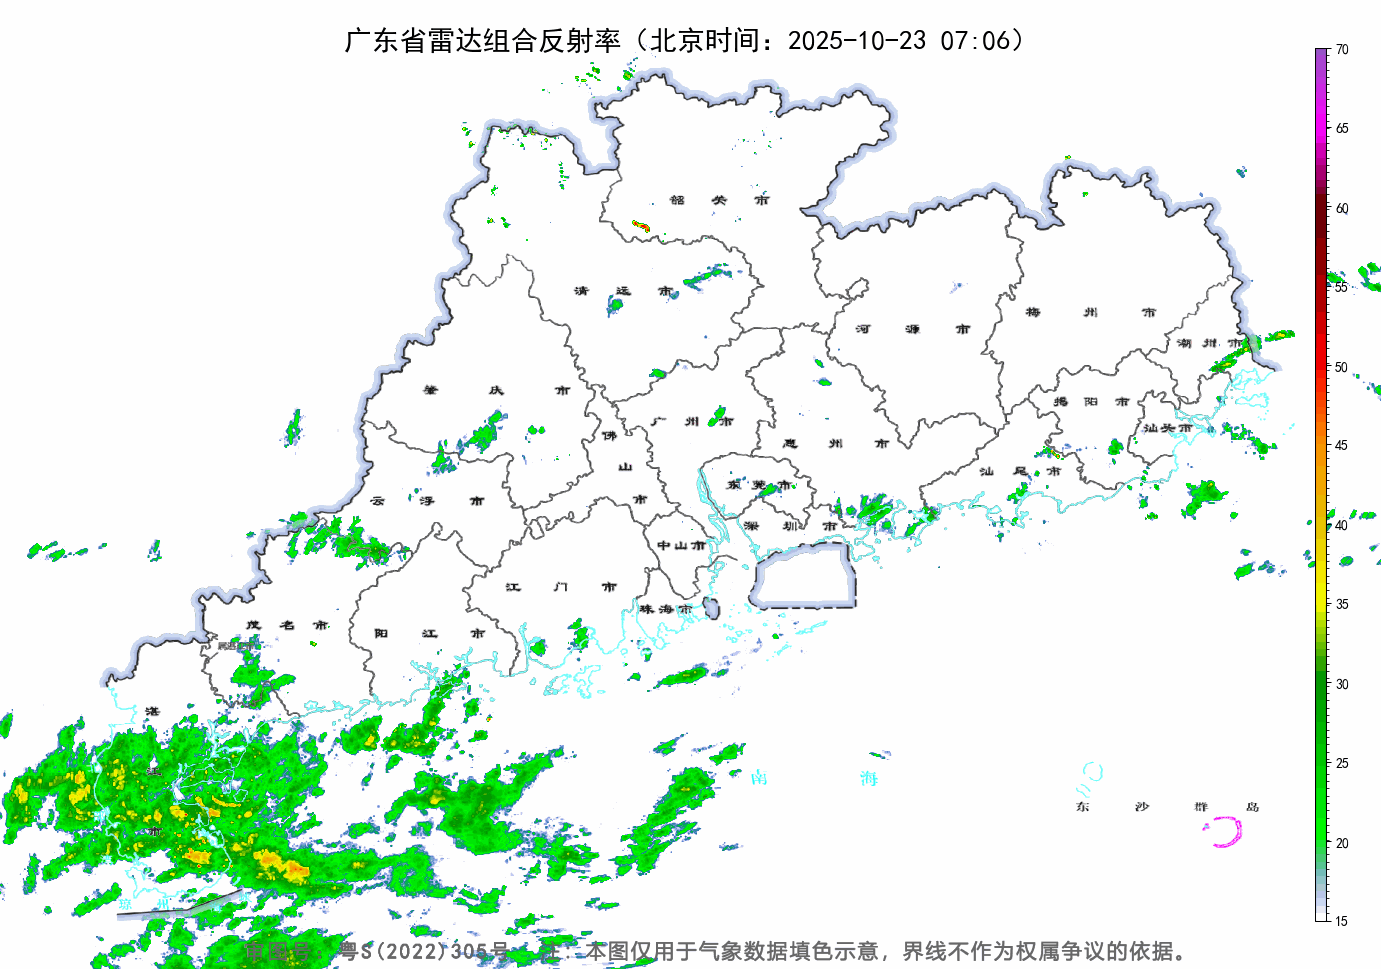 广东省雷达组合反射率（北京时间：2025-10-23 07:06）
70
65
60
55
50
45
40
35
30
25
20
15
韶关市
清远市
河源市
梅州市
潮州市
肇庆市
广州市
佛山市
惠州市
揭阳市
汕头市
汕尾市
云浮市
东莞市
深圳市
中山市
江门市
珠海市
茂名市
阳江市
湛江市
南海
东沙群岛
琼州
审图号：粤S(2022)305号 注：本图仅用于气象数据填色示意，界线不作为权属争议的依据。